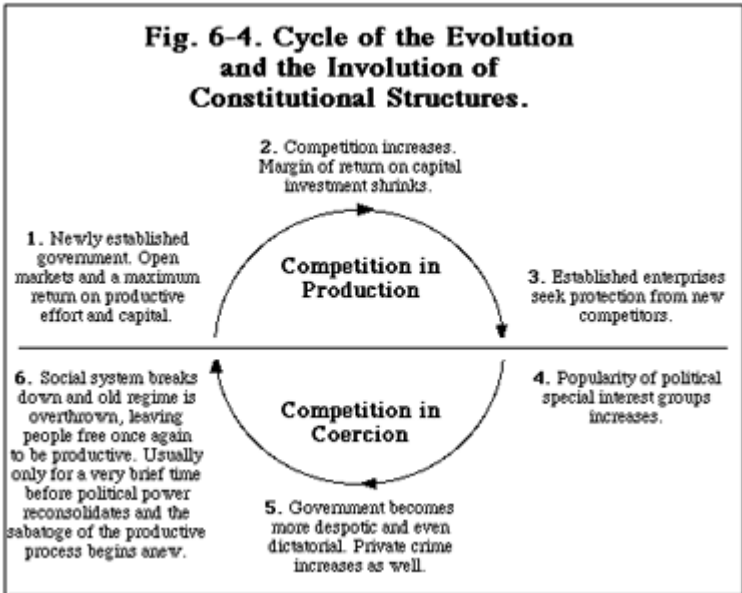 Fig. 6-4. Cycle of the Evolution
and the Involution of
Constitutional Structures.
2. Competition increases.
Margin of return on capital
investment shrinks.
1. Newly established
government. Open
markets and a maximum
return on productive
effort and capital.
Competition in
Production
3. Established enterprises
seek protection from new
competitors.
4. Popularity of political
special interest groups
increases.
Competition in
Coercion
5. Government becomes
more despotic and even
dictatorial. Private crime
increases as well.
6. Social system breaks
down and old regime is
overthrown, leaving
people free once again
to be productive. Usually
only for a very brief time
before political power
reconsolidates and the
sabatoge of the productive
process begins anew.